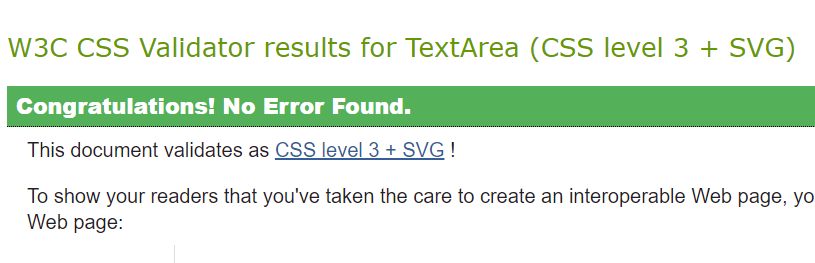 W3C CSS Validator results for TextArea (CSS level 3 + SVG)
Congratulations! No Error Found.
This document validates as CSS level 3 + SVG !
To show your readers that you've taken the care to create an interoperable Web page, yo
Web page: